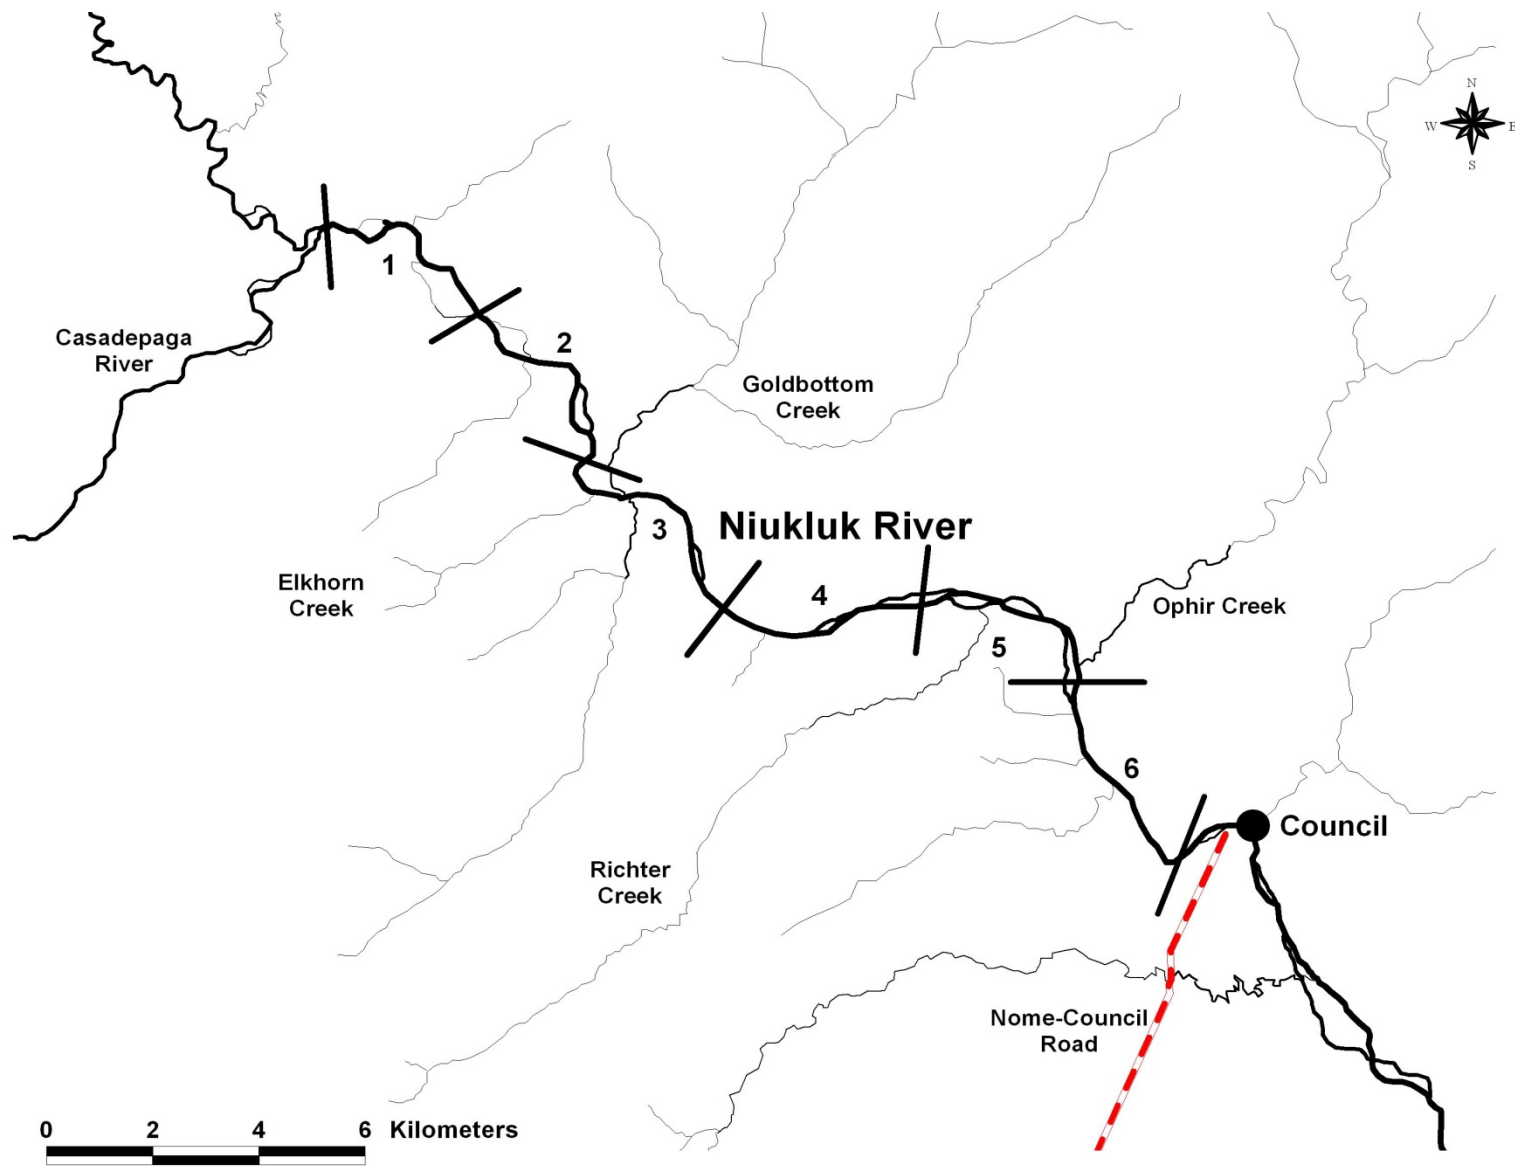 N
W E
S
1
Casadepaga
River
2
Goldbottom
Creek
3
Niukluk River
Elkhorn
Creek
4
Ophir Creek
5
6
Council
Richter
Creek
Nome-Council
Road
0 2 4 6 Kilometers